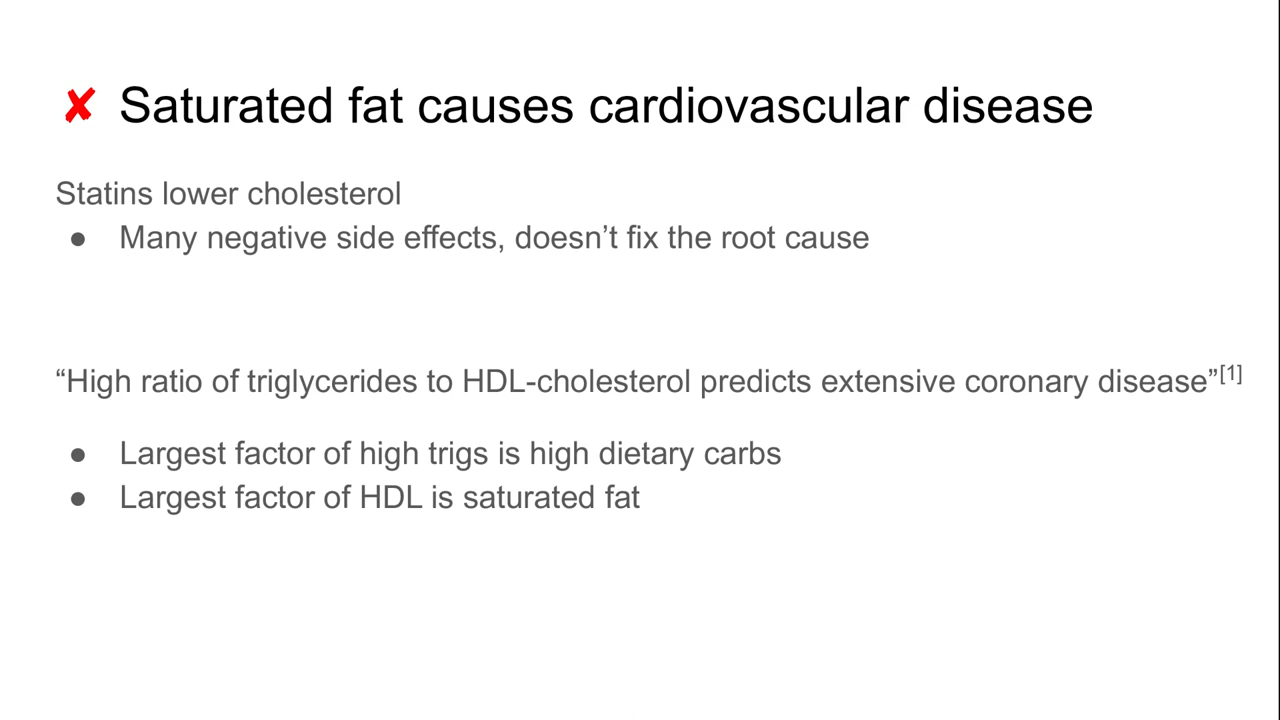 ✘ Saturated fat causes cardiovascular disease
Statins lower cholesterol
● Many negative side effects, doesn’t fix the root cause
“High ratio of triglycerides to HDL-cholesterol predicts extensive coronary disease”[1]
● Largest factor of high trigs is high dietary carbs
● Largest factor of HDL is saturated fat